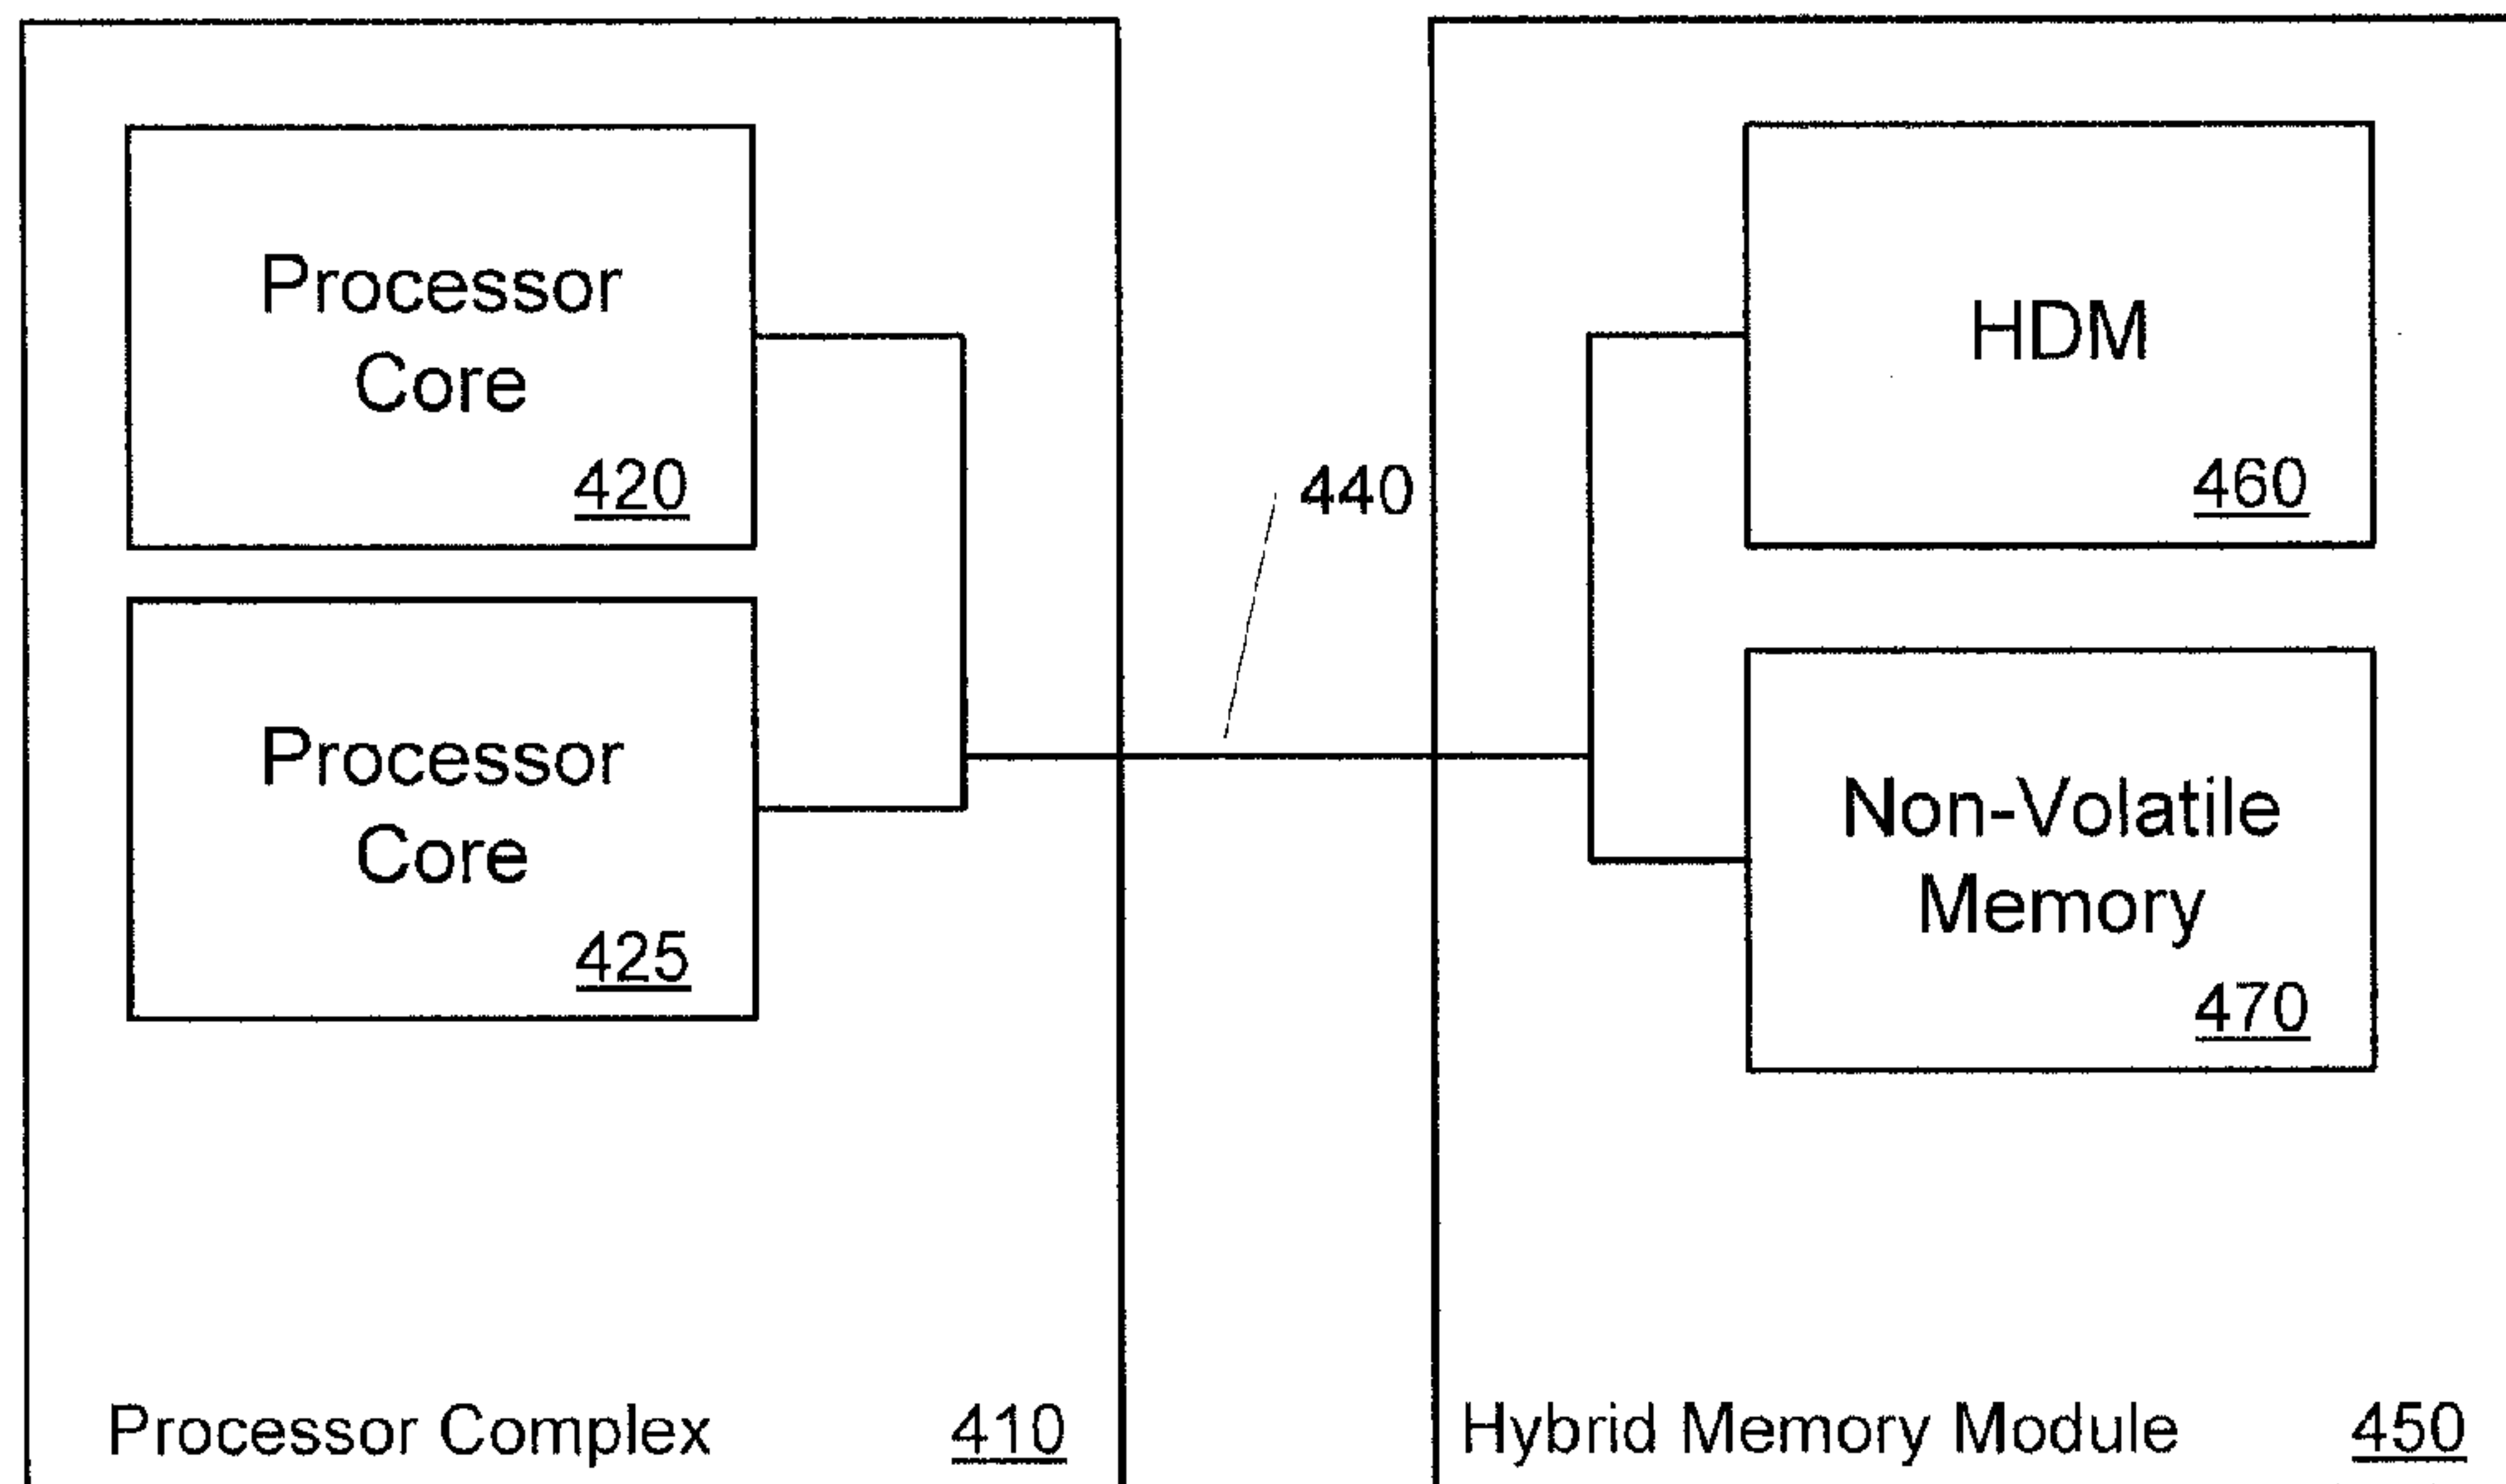 Processor
Core
420
Processor
Core
425
Processor Complex 410
440
HDM
460
Non-Volatile
Memory
470
Hybrid Memory Module 450